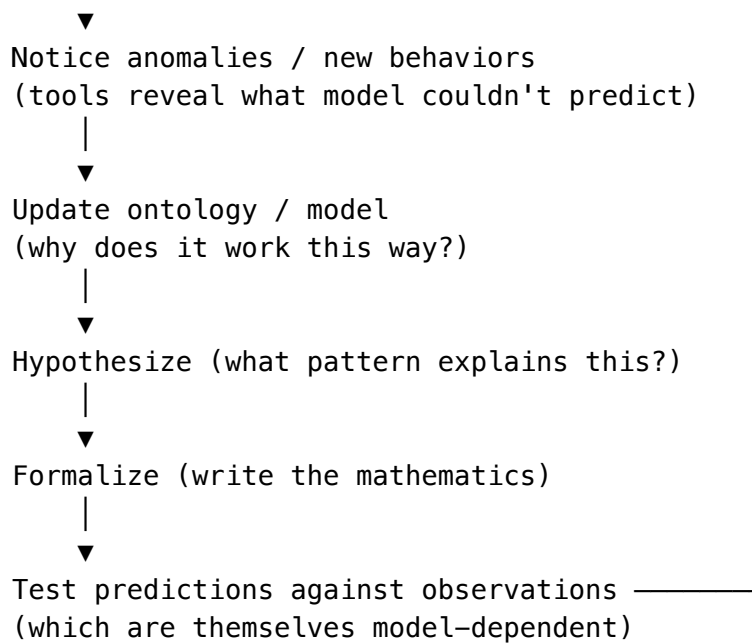 Notice anomalies / new behaviors
(tools reveal what model couldn't predict)
Update ontology / model
(why does it work this way?)
Hypothesize (what pattern explains this?)
Formalize (write the mathematics)
Test predictions against observations
(which are themselves model-dependent)